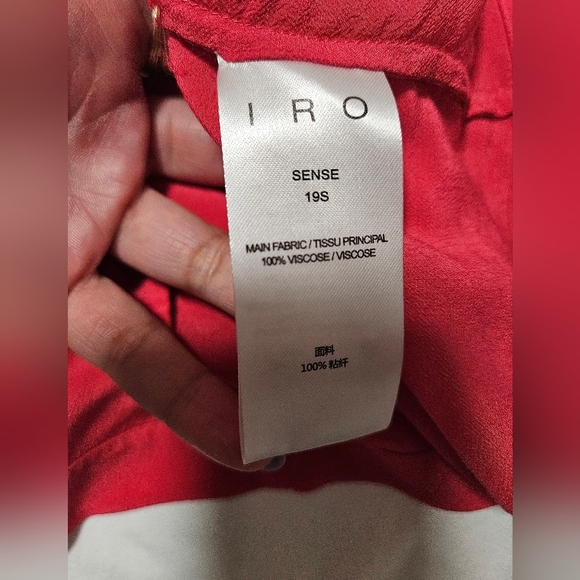 IRO
SENSE
19S
MAIN FABRIC / TISSU PRINCIPAL
100% VISCOSE / VISCOSE
面料
100% 粘纤